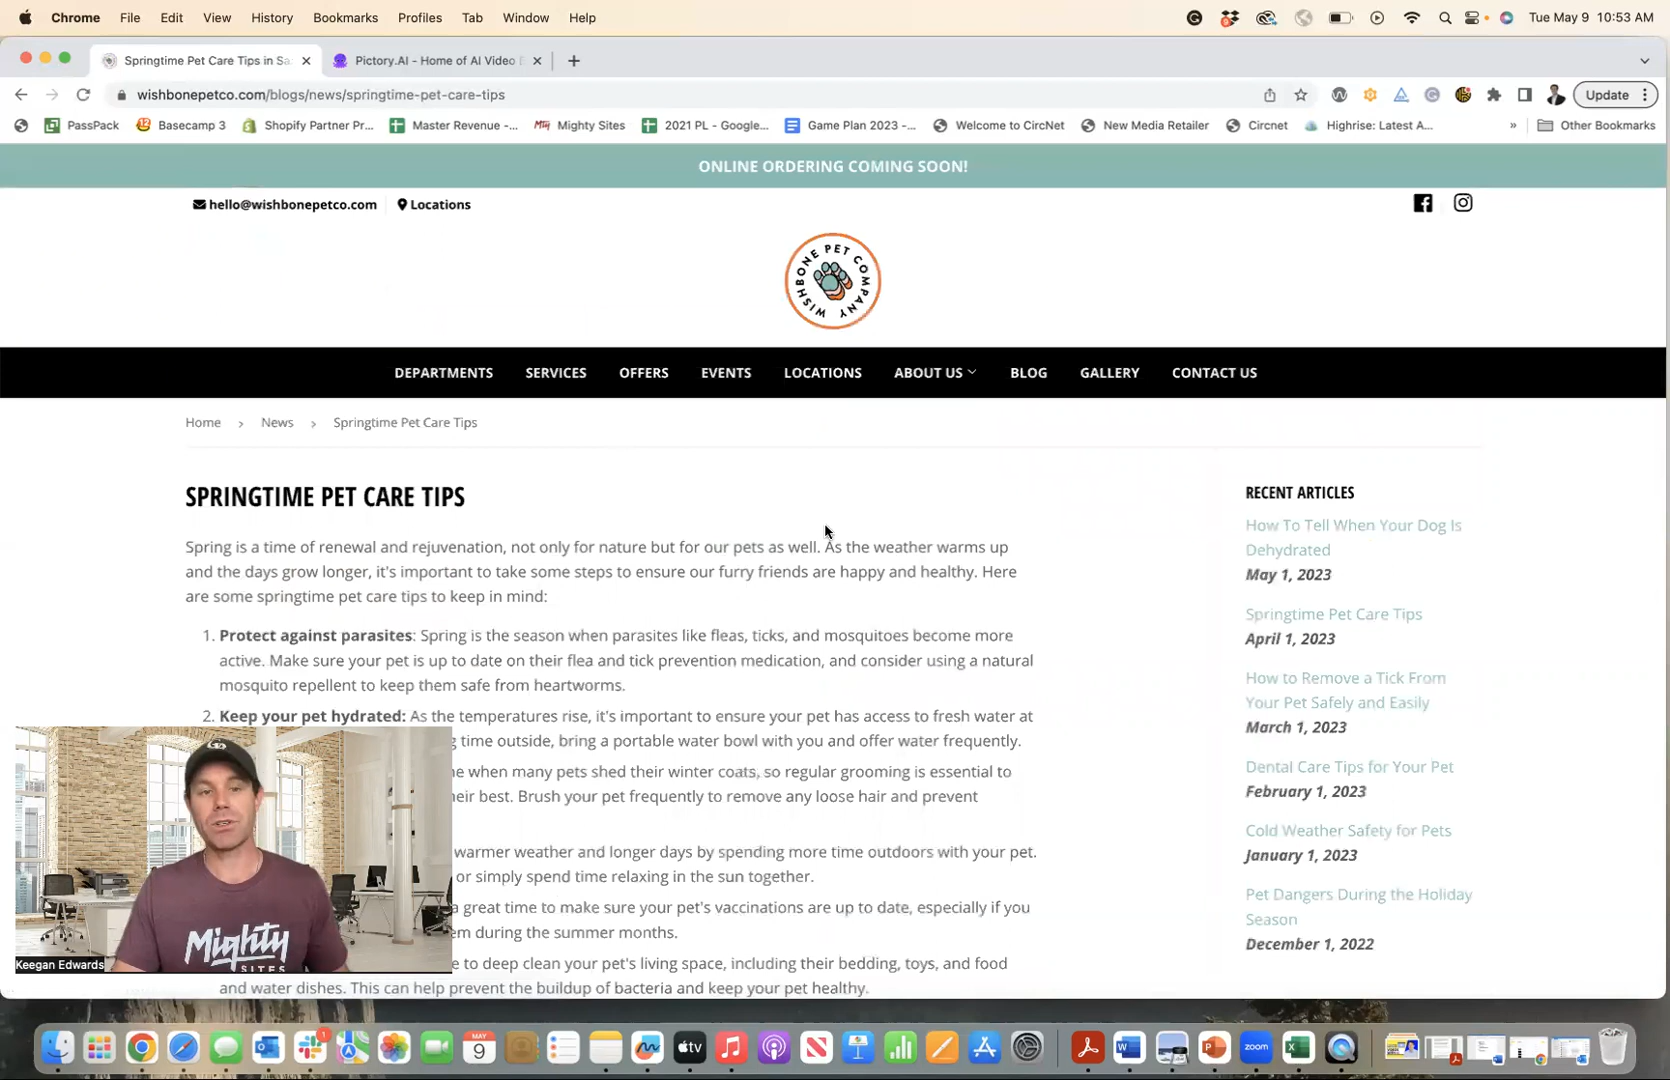 Chrome File Edit View History Bookmarks Profiles Tab Window Help Tue May 9 10:53 AM
Springtime Pet Care Tips in Sa Pictory.AI - Home of AI Video
wishbonepetco.com/blogs/news/springtime-pet-care-tips Update
PassPack Basecamp 3 Shopify Partner Pr... Master Revenue -... Mighty Sites 2021 PL - Google... Game Plan 2023 -... Welcome to CircNet New Media Retailer Circnet Highrise: Latest A... » Other Bookmarks
ONLINE ORDERING COMING SOON!
hello@wishbonepetco.com Locations
WISHBONE PET COMPANY
DEPARTMENTS SERVICES OFFERS EVENTS LOCATIONS ABOUT US BLOG GALLERY CONTACT US
Home › News › Springtime Pet Care Tips
SPRINGTIME PET CARE TIPS
Spring is a time of renewal and rejuvenation, not only for nature but for our pets as well. As the weather warms up
and the days grow longer, it's important to take some steps to ensure our furry friends are happy and healthy. Here
are some springtime pet care tips to keep in mind:
1. Protect against parasites: Spring is the season when parasites like fleas, ticks, and mosquitoes become more
active. Make sure your pet is up to date on their flea and tick prevention medication, and consider using a natural
mosquito repellent to keep them safe from heartworms.
2. Keep your pet hydrated: As the temperatures rise, it's important to ensure your pet has access to fresh water at
time outside, bring a portable water bowl with you and offer water frequently.
when many pets shed their winter coats, so regular grooming is essential to
best. Brush your pet frequently to remove any loose hair and prevent
warmer weather and longer days by spending more time outdoors with your pet.
or simply spend time relaxing in the sun together.
a great time to make sure your pet's vaccinations are up to date, especially if you
during the summer months.
to deep clean your pet's living space, including their bedding, toys, and food
and water dishes. This can help prevent the buildup of bacteria and keep your pet healthy.
RECENT ARTICLES
How To Tell When Your Dog Is
Dehydrated
May 1, 2023
Springtime Pet Care Tips
April 1, 2023
How to Remove a Tick From
Your Pet Safely and Easily
March 1, 2023
Dental Care Tips for Your Pet
February 1, 2023
Cold Weather Safety for Pets
January 1, 2023
Pet Dangers During the Holiday
Season
December 1, 2022
Mighty
SITES
Keegan Edwards
MAY
9
tv
zoom
1